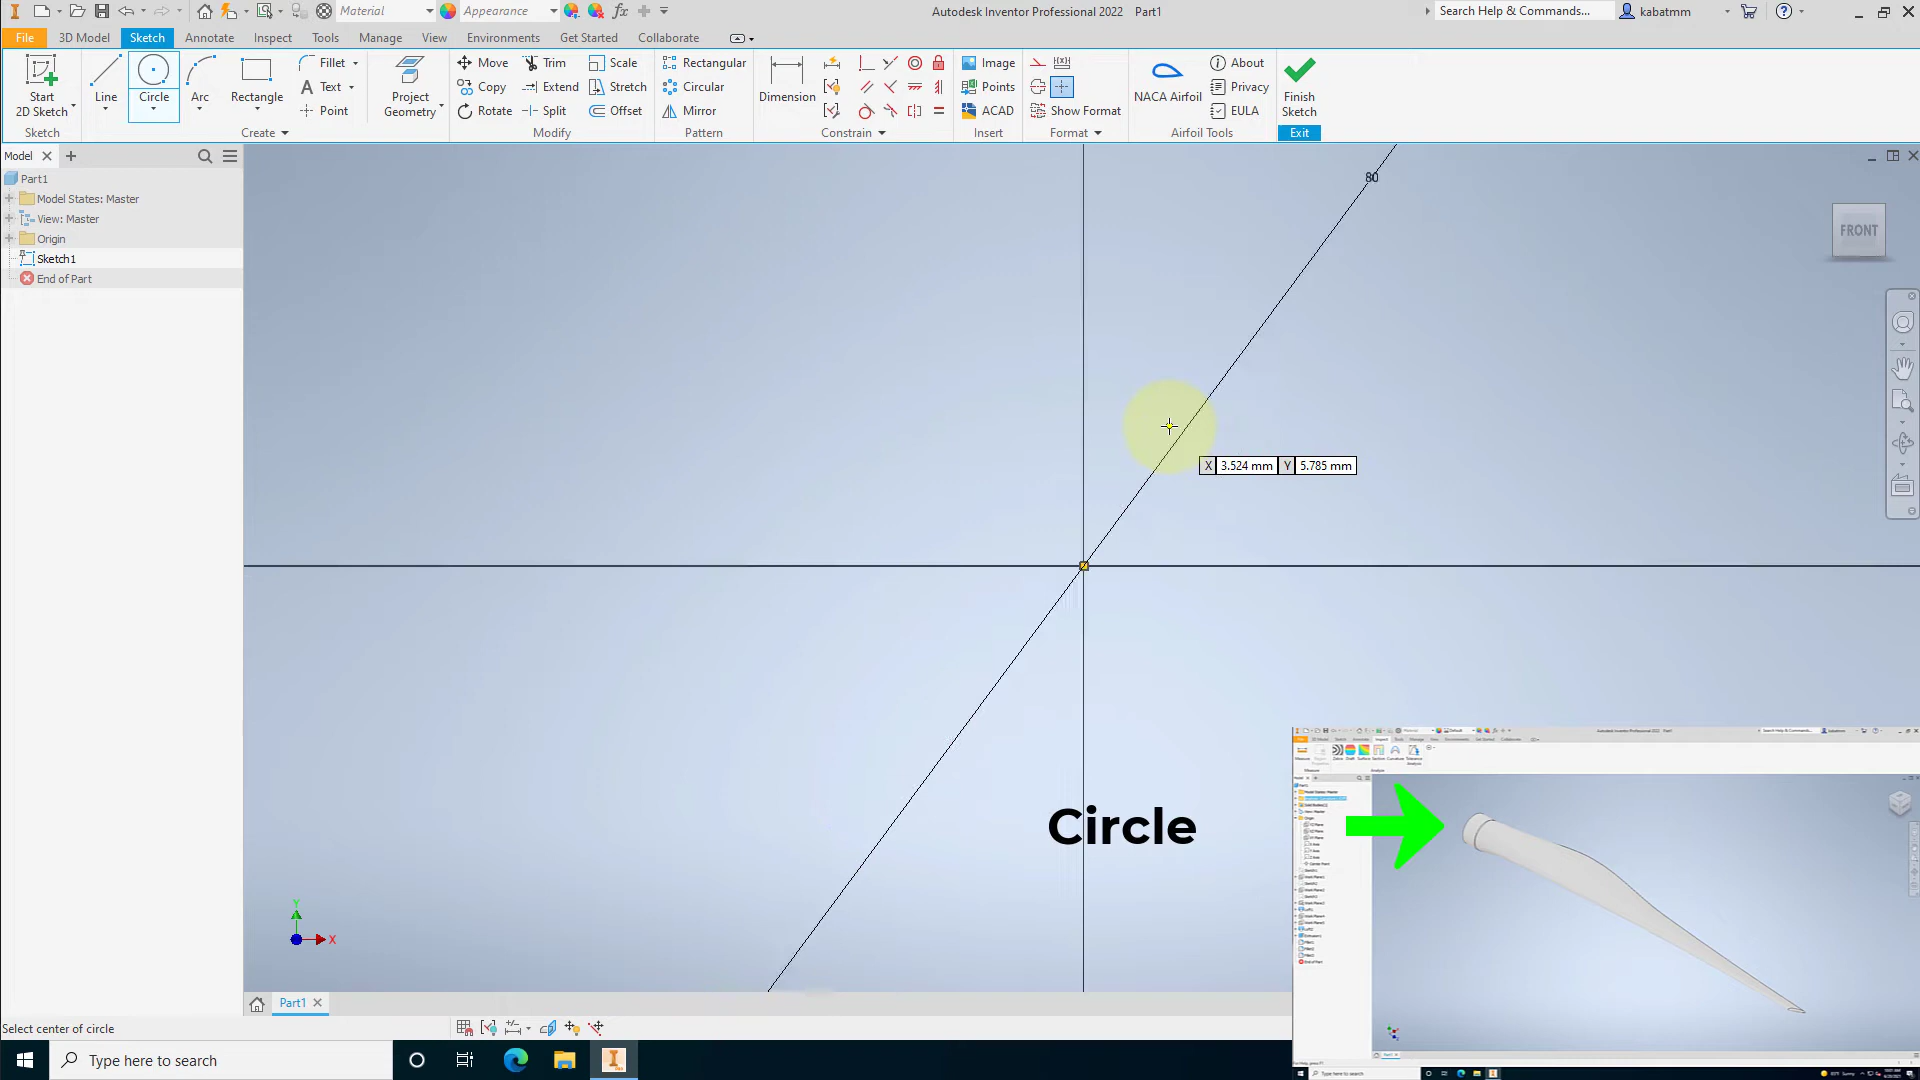 Material
Appearance
Autodesk Inventor Professional 2022 Part1
Search Help & Commands...
kabatmm
File
3D Model
Sketch
Annotate
Inspect
Tools
Manage
View
Environments
Get Started
Collaborate
Start
2D Sketch
Line
Circle
Arc
Rectangle
Fillet
Text
Point
Project
Geometry
Move
Copy
Rotate
Trim
Extend
Split
Scale
Stretch
Offset
Rectangular
Circular
Mirror
Dimension
Image
Points
ACAD
Show Format
NACA Airfoil
About
Privacy
EULA
Finish
Sketch
Sketch
Create
Modify
Pattern
Constrain
Insert
Format
Airfoil Tools
Exit
Model
Part1
Model States: Master
View: Master
Origin
Sketch1
End of Part
80
FRONT
X 3.524 mm Y 5.785 mm
Circle
Y
X
Part1
Select center of circle
Type here to search